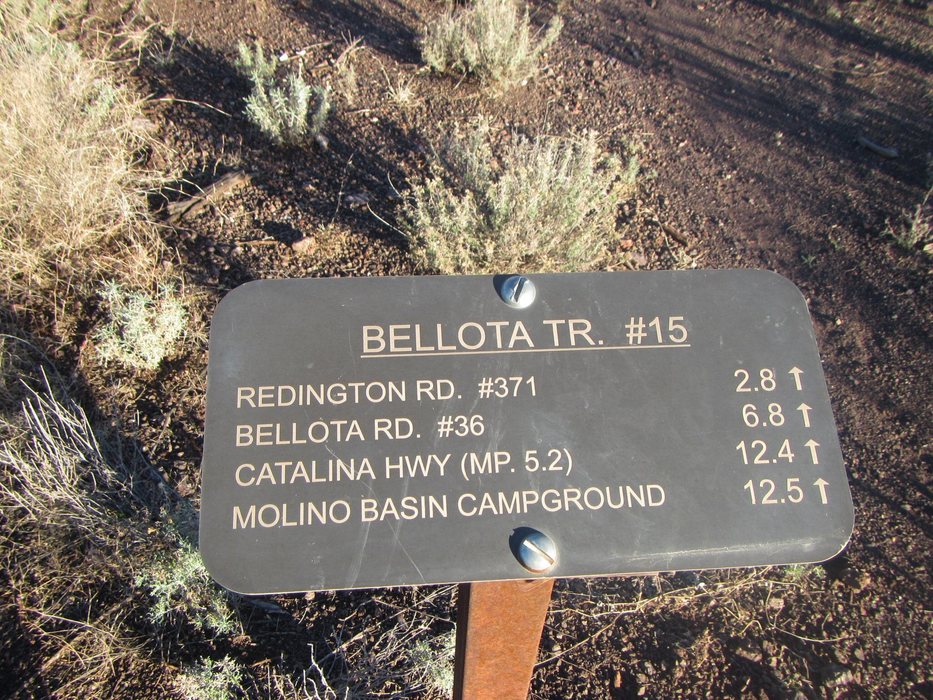 BELLOTA TR. #15
REDINGTON RD. #371 2.8 ↑
BELLOTA RD. #36 6.8 ↑
CATALINA HWY (MP. 5.2) 12.4 ↑
MOLINO BASIN CAMPGROUND 12.5 ↑